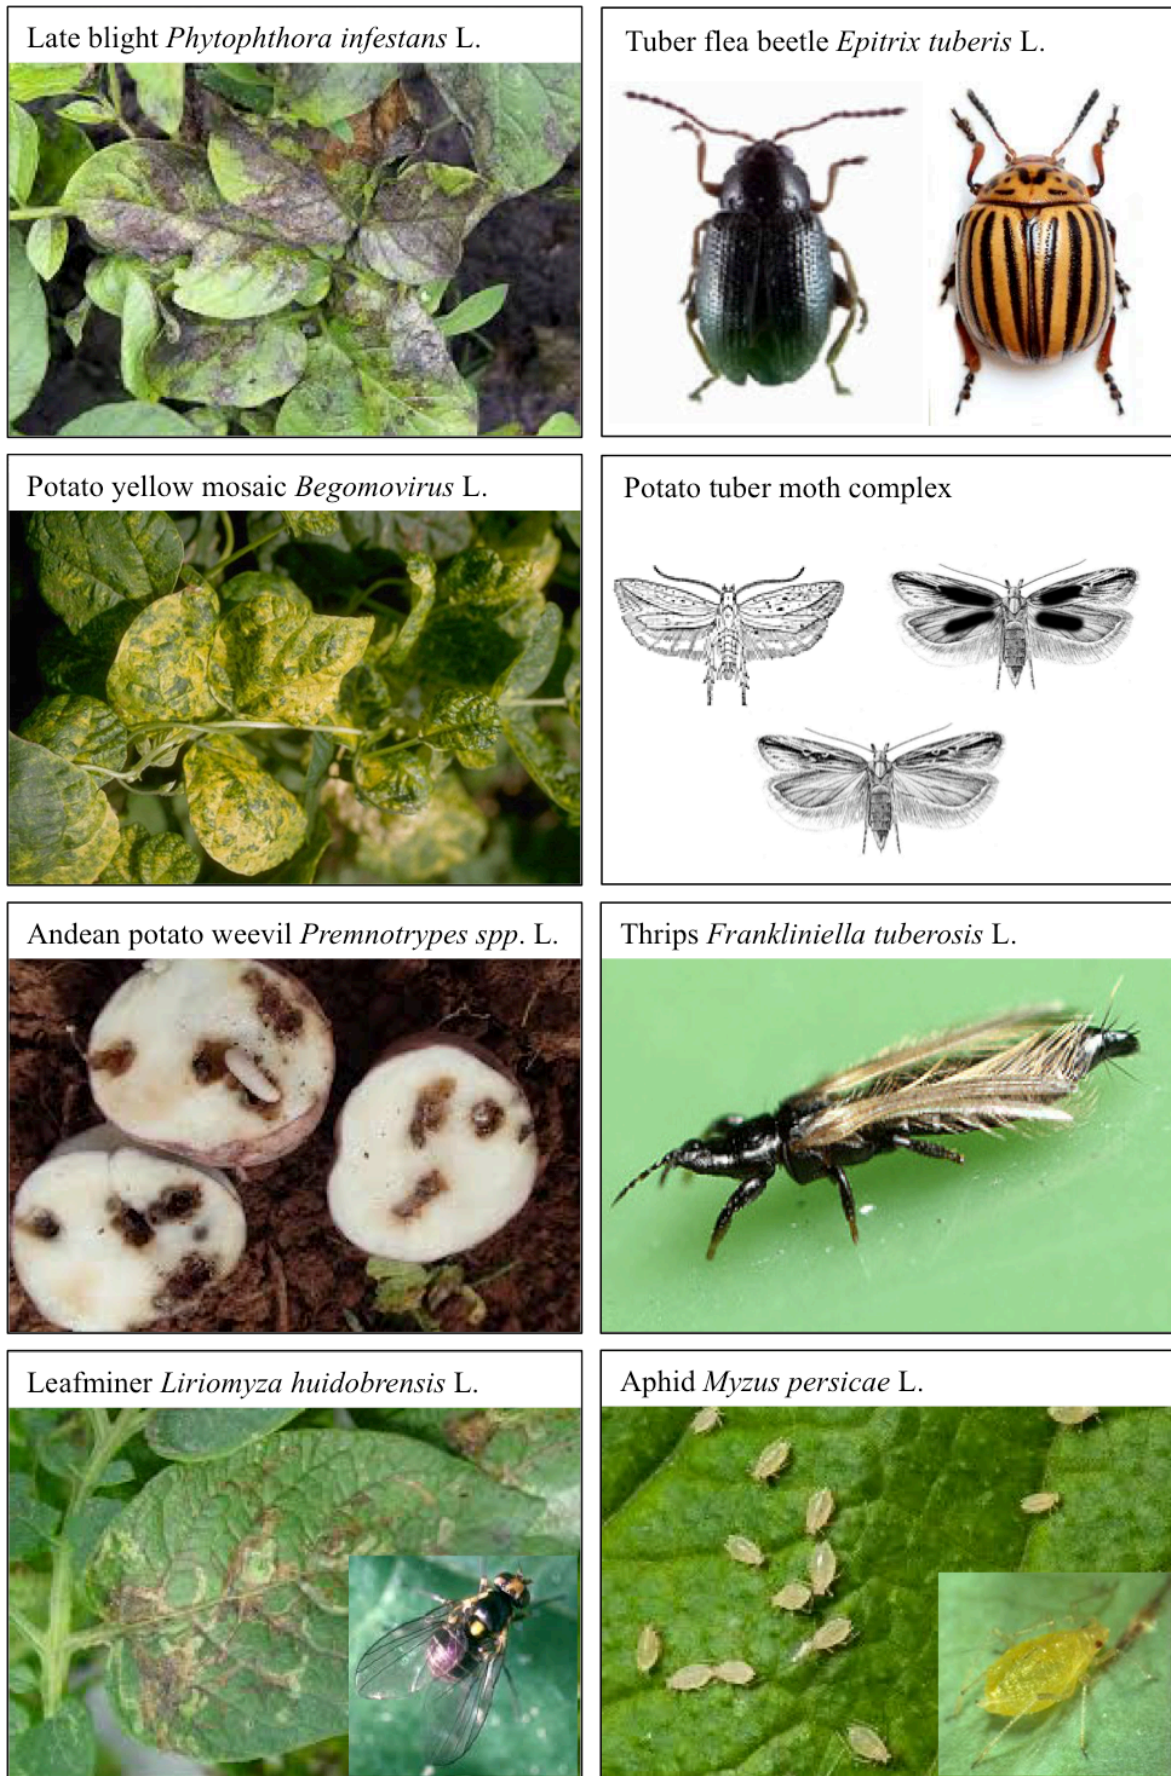 Late blight Phytophthora infestans L.
Tuber flea beetle Epitrix tuberis L.
Potato yellow mosaic Begomovirus L.
Potato tuber moth complex
Andean potato weevil Premnotrypes spp. L.
Thrips Frankliniella tuberosis L.
Leafminer Liriomyza huidobrensis L.
Aphid Myzus persicae L.